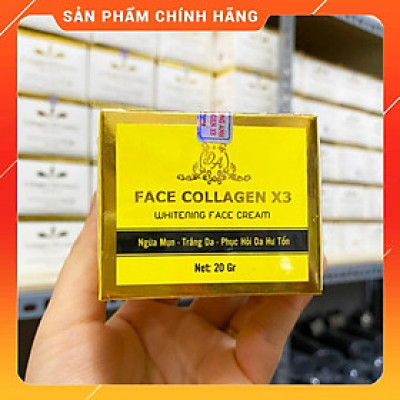 SẢN PHẨM CHÍNH HÃNG
DA
FACE COLLAGEN X3
WHITENING FACE CREAM
Ngừa Mụn - Trắng Da - Phục Hồi Da Hư Tổn
Net: 20 Gr